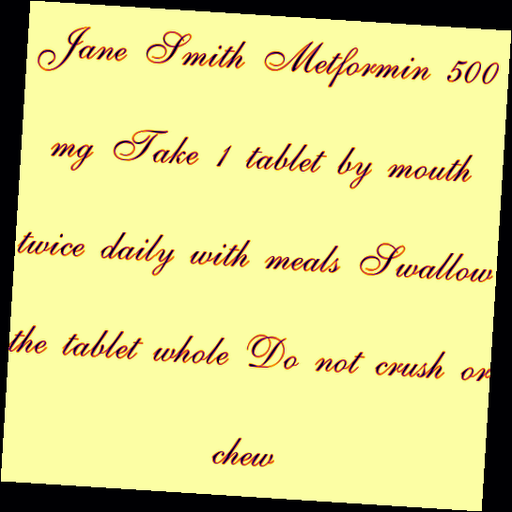 Jane Smith Metformin 500
mg Take 1 tablet by mouth
twice daily with meals Swallow
the tablet whole Do not crush or
chew